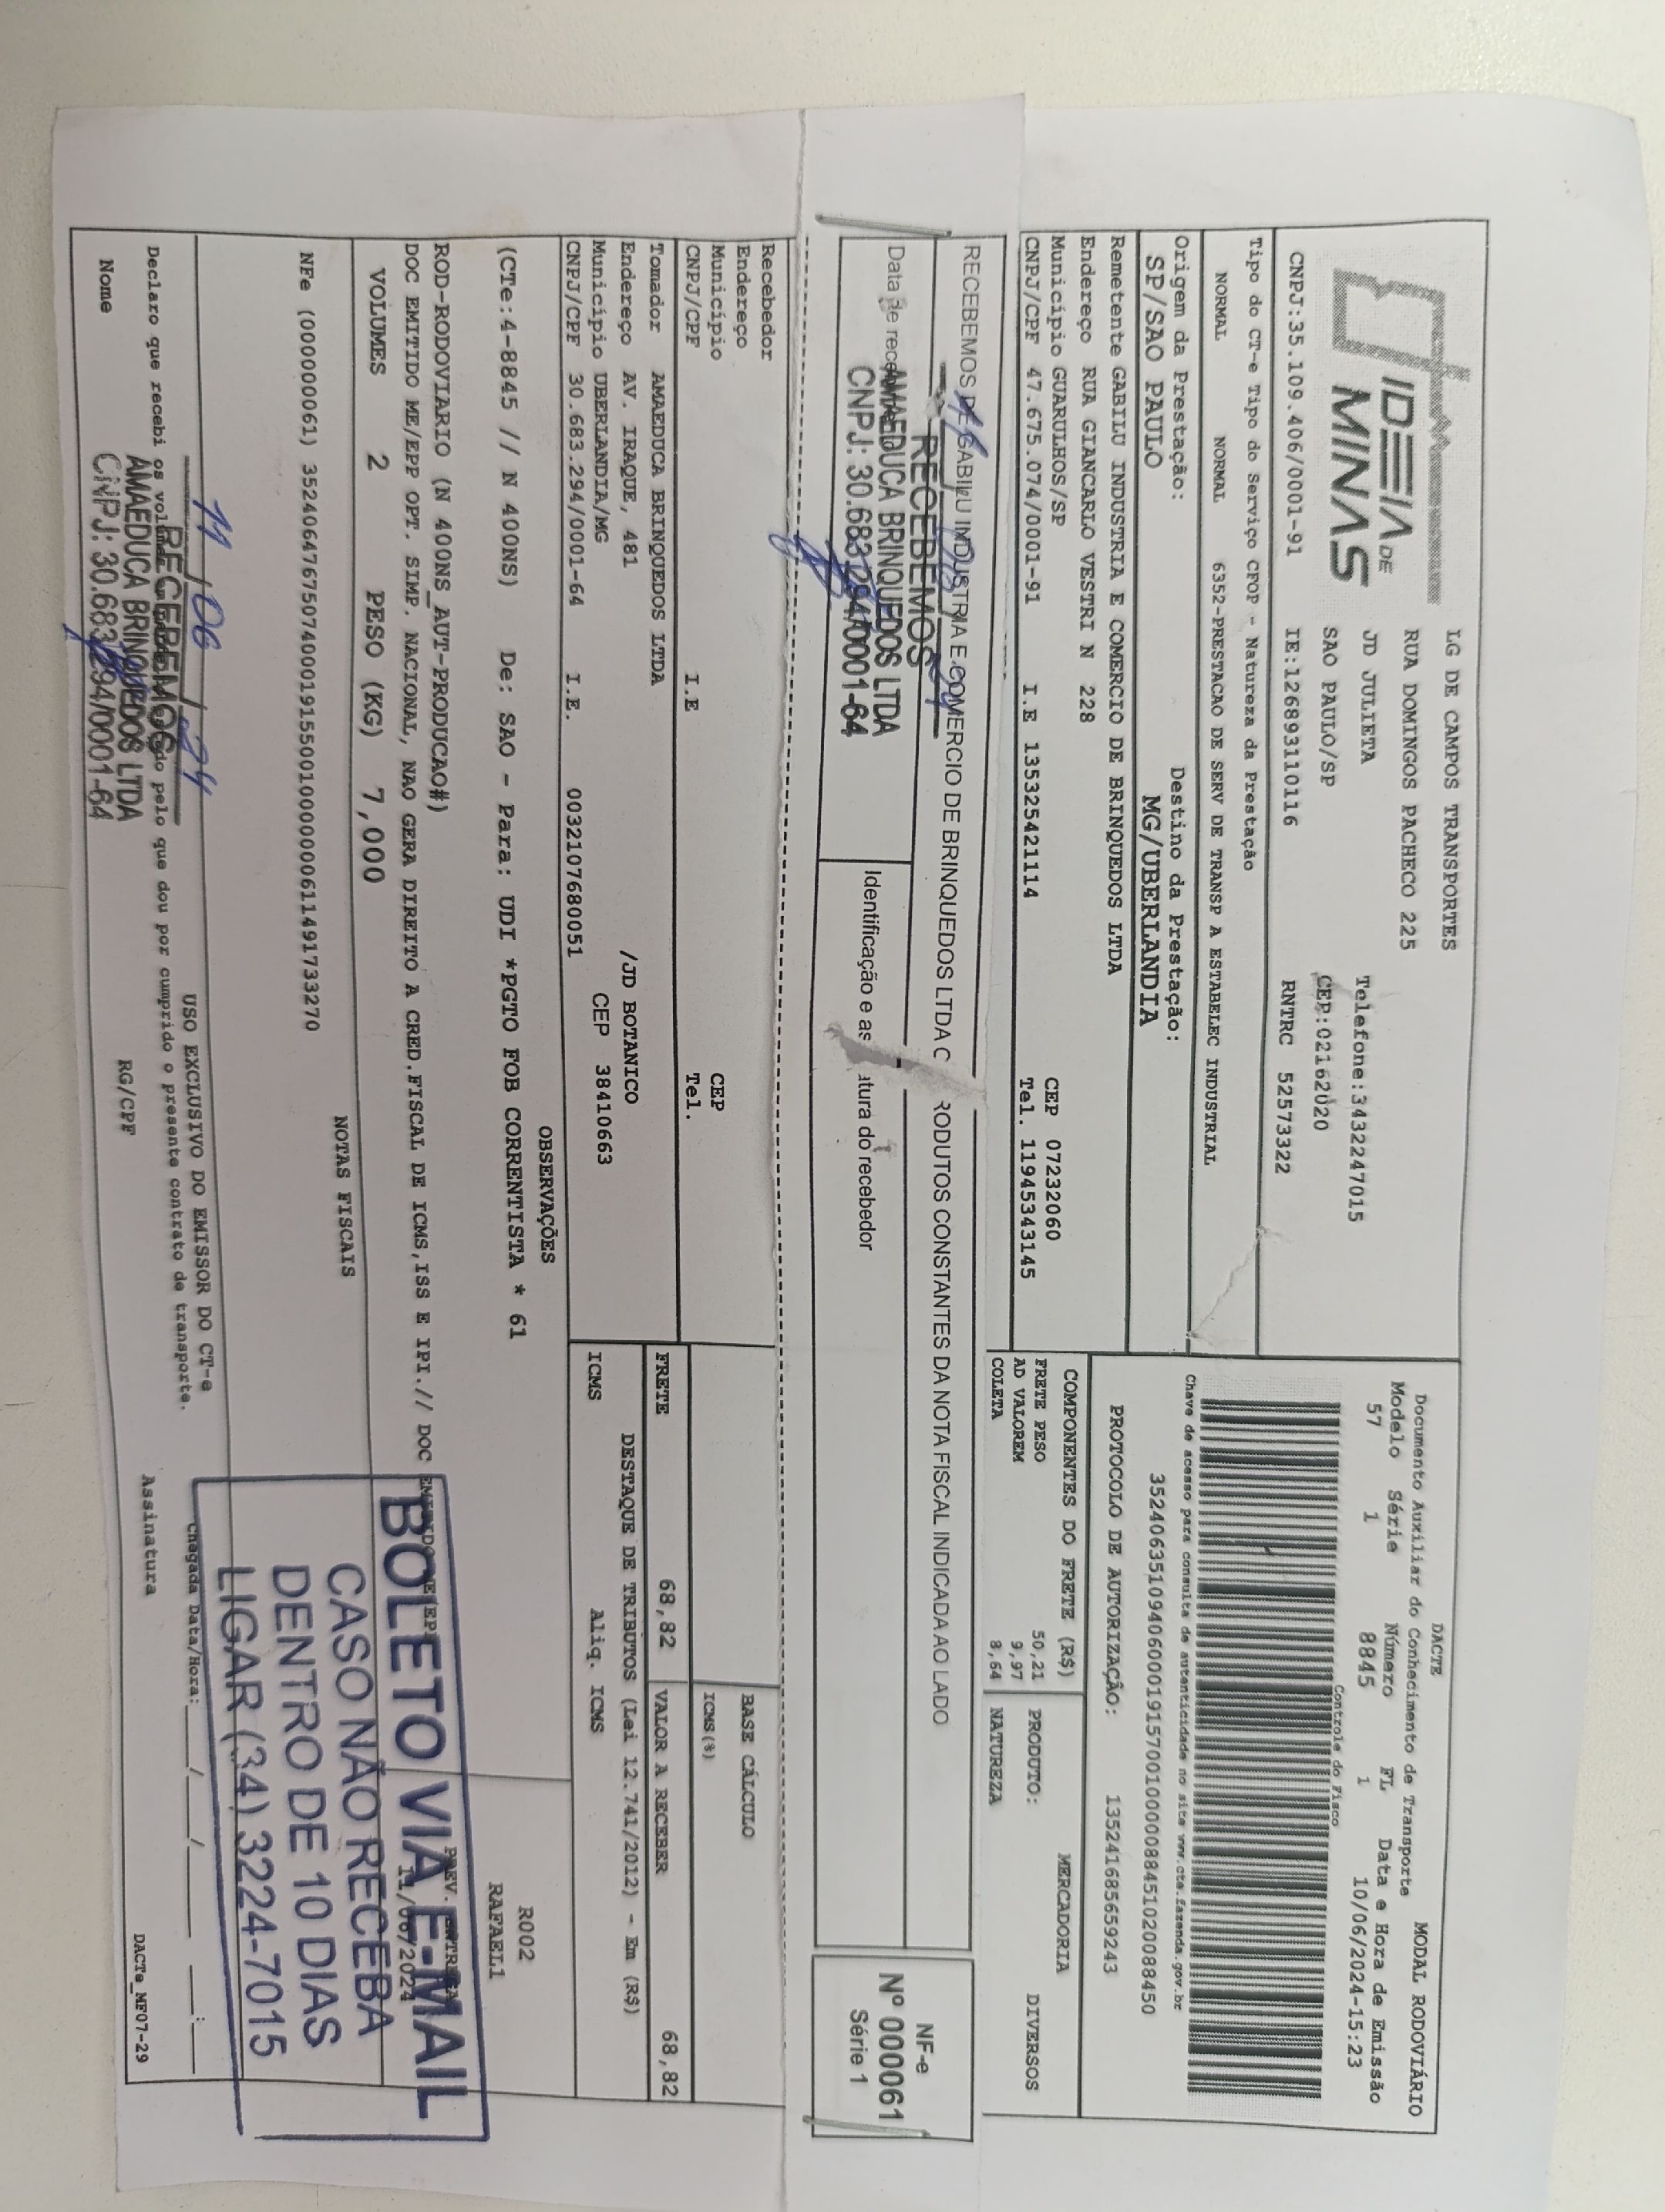 IDEIA DE
MINAS
LG DE CAMPOS TRANSPORTES
RUA DOMINGOS PACHECO 225
JD JULIETA
Telefone:3432247015
SAO PAULO/SP
CEP:02162020
CNPJ:35.109.406/0001-91 IE:126893110116 RNTRC 52573322
DACTE MODAL RODOVIÁRIO
Documento Auxiliar do Conhecimento de Transporte
Modelo Série Número FL Data e Hora de Emissão
57 1 8845 1 10/06/2024-15:23
Controle do Fisco
Tipo do CT-e Tipo do Serviço CFOP - Natureza da Prestação
NORMAL NORMAL 6352-PRESTACAO DE SERV DE TRANSP A ESTABELEC INDUSTRIAL
Chave de acesso para consulta de autenticidade no site www.cte.fazenda.gov.br
35240635109406000191570010000088451020088450
Origem da Prestação: Destino da Prestação:
SP/SAO PAULO MG/UBERLANDIA
PROTOCOLO DE AUTORIZAÇÃO: 135241685659243
Remetente GABILU INDUSTRIA E COMERCIO DE BRINQUEDOS LTDA
Endereço RUA GIANCARLO VESTRI N 228
Município GUARULHOS/SP CEP 07232060
CNPJ/CPF 47.675.074/0001-91 I.E 135325421114 Tel. 11945343145
COMPONENTES DO FRETE (R$) MERCADORIA
FRETE PESO 50,21 PRODUTO: DIVERSOS
AD VALOREM 9,97
COLETA 8,64 NATUREZA
RECEBEMOS DE GABILU INDUSTRIA E COMERCIO DE BRINQUEDOS LTDA RODUTOS CONSTANTES DA NOTA FISCAL INDICADA AO LADO
Data de rece
Identificação e as atura do recebedor
RECEBEMOS
AMAEDUCA BRINQUEDOS LTDA
CNPJ: 30.683.294/0001-64
NF-e
Nº 000061
Série 1
Recebedor
Endereço
Município CEP
CNPJ/CPF I.E Tel.
BASE CÁLCULO
ICMS(%)
Tomador AMAEDUCA BRINQUEDOS LTDA
Endereço AV. IRAQUE, 481 /JD BOTANICO
Município UBERLANDIA/MG CEP 38410663
CNPJ/CPF 30.683.294/0001-64 I.E. 0032107680051
FRETE 68,82 VALOR A RECEBER 68,82
DESTAQUE DE TRIBUTOS (Lei 12.741/2012) - Em (R$)
ICMS Aliq. ICMS
OBSERVAÇÕES
(CTe:4-8845 // N 400NS) De: SAO - Para: UDI *PGTO FOB CORRENTISTA * 61
R002
RAFAEL1
ROD-RODOVIARIO (N 400NS_AUT-PRODUCAO#)
DOC EMITIDO ME/EPP OPT. SIMP. NACIONAL, NAO GERA DIREITO A CRED.FISCAL DE ICMS,ISS E IPI.// DOC
PREV. ENTREGA
11/06/2024
VOLUMES 2 PESO (KG) 7,000
NOTAS FISCAIS
NFe (000000061) 35240647675074000191550010000000611491733270
BOLETO VIA E-MAIL
CASO NÃO RECEBA
DENTRO DE 10 DIAS
LIGAR (34) 3224-7015
11/06/24
USO EXCLUSIVO DO EMISSOR DO CT-e
Declaro que recebi os pelo que dou por cumprido o presente contrato de transporte.
Chegada Data/Hora: ___/___/_____ __:__
RECEBEMOS
AMAEDUCA BRINQUEDOS LTDA
CNPJ: 30.683.294/0001-64
Nome RG/CPF Assinatura
DACTe_MF07-29